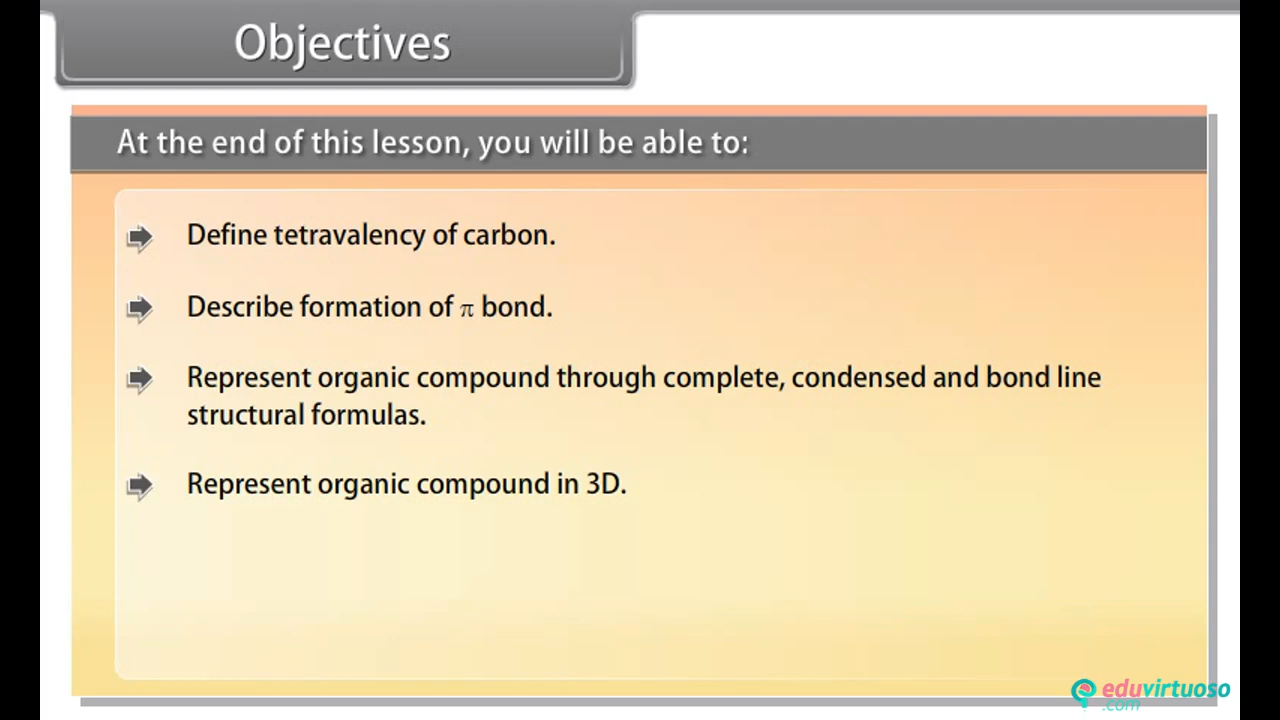 Objectives
At the end of this lesson, you will be able to:
Define tetravalency of carbon.
Describe formation of π bond.
Represent organic compound through complete, condensed and bond line
structural formulas.
Represent organic compound in 3D.
eduvirtuoso
.com